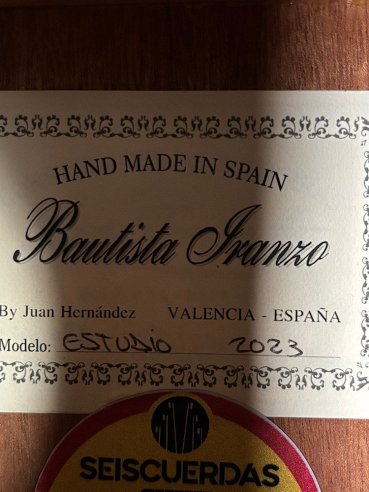 HAND MADE IN SPAIN
Bautista Iranzo
By Juan Hernández VALENCIA - ESPAÑA
Modelo: ESTUDIO 2023
SEISCUERDAS